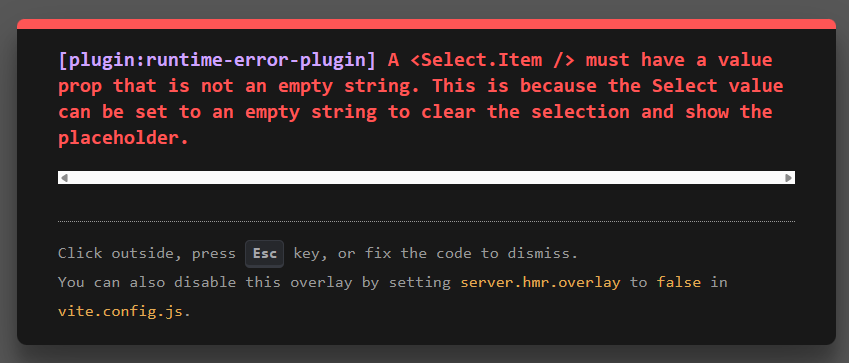 [plugin:runtime-error-plugin] A <Select.Item /> must have a value
prop that is not an empty string. This is because the Select value
can be set to an empty string to clear the selection and show the
placeholder.
Click outside, press Esc key, or fix the code to dismiss.
You can also disable this overlay by setting server.hmr.overlay to false in
vite.config.js.